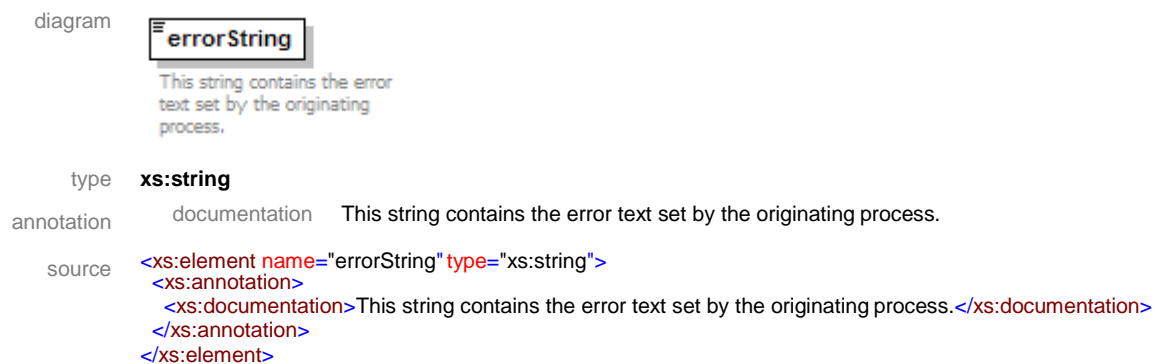 diagram
errorString
This string contains the error
text set by the originating
process.
type xs:string
annotation documentation This string contains the error text set by the originating process.
source <xs:element name="errorString" type="xs:string">
<xs:annotation>
<xs:documentation>This string contains the error text set by the originating process.</xs:documentation>
</xs:annotation>
</xs:element>